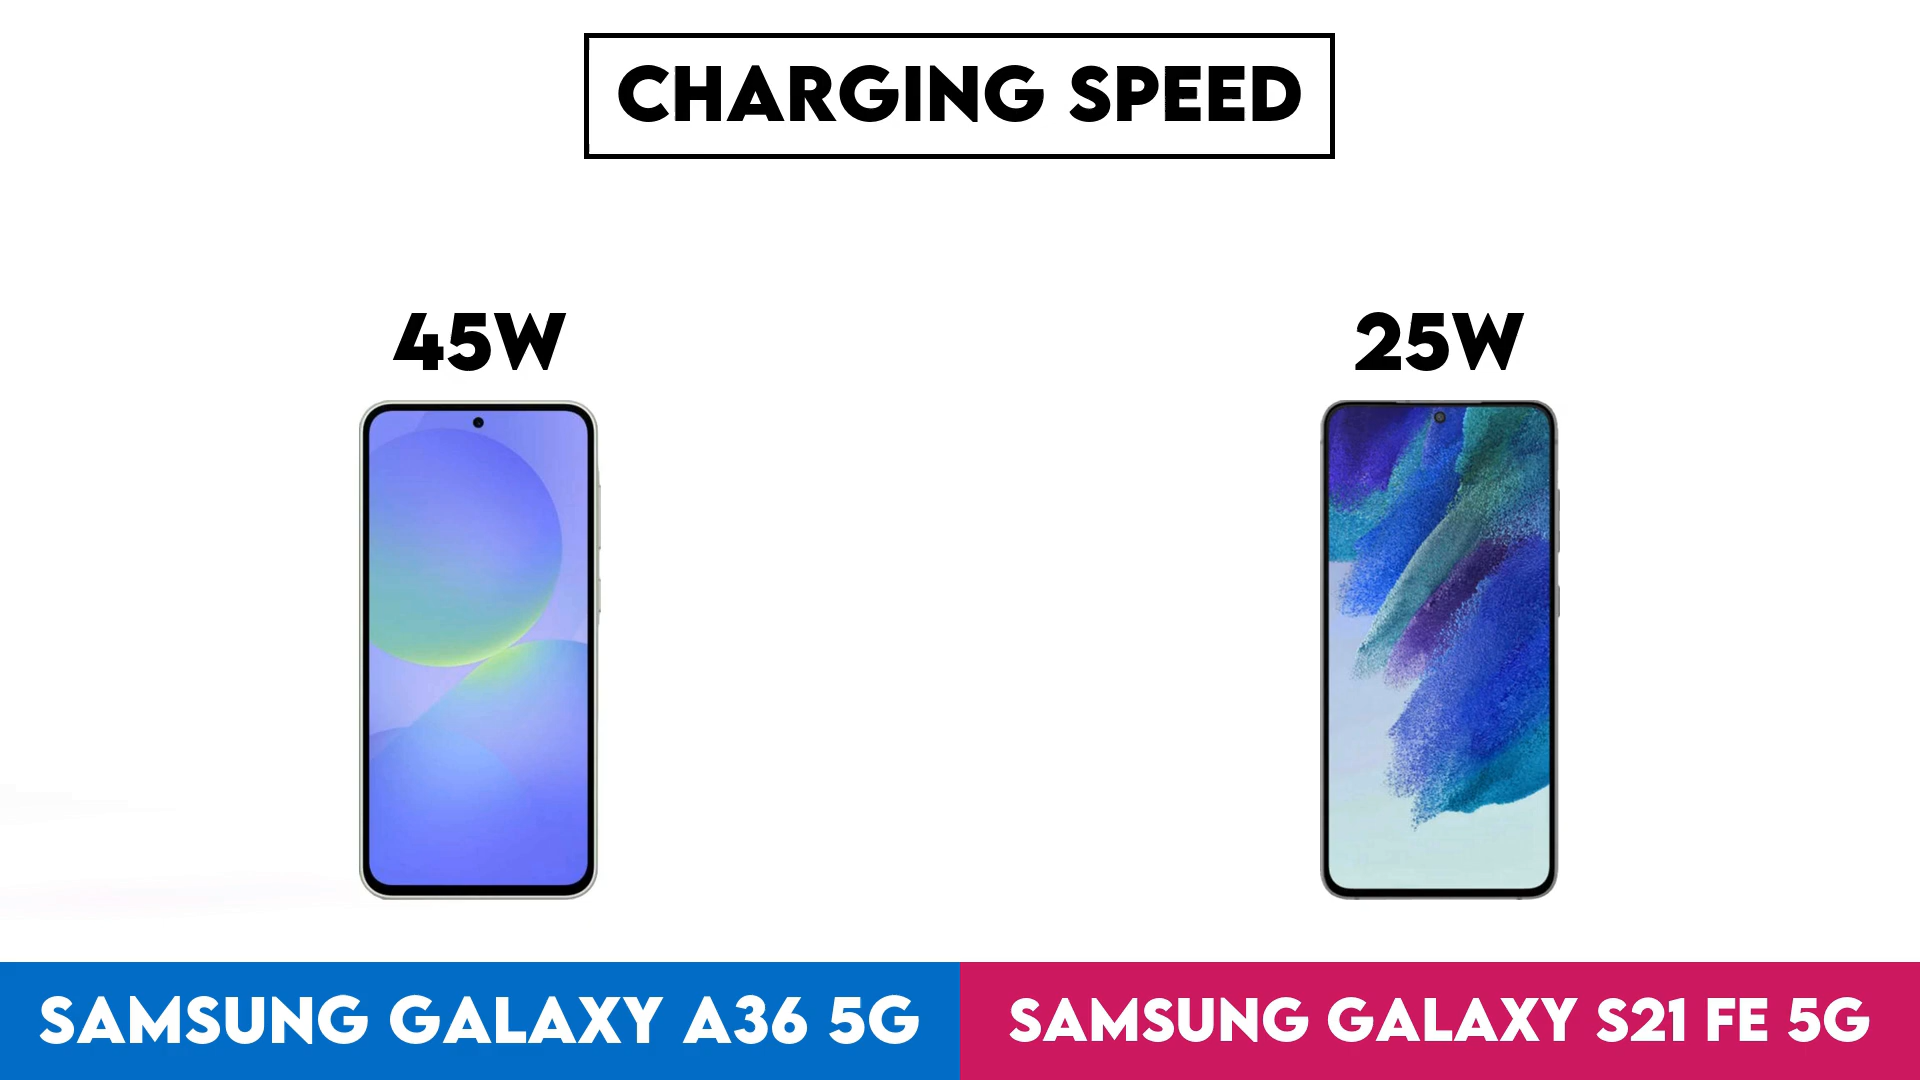 CHARGING SPEED
45W
25W
SAMSUNG GALAXY A36 5G
SAMSUNG GALAXY S21 FE 5G